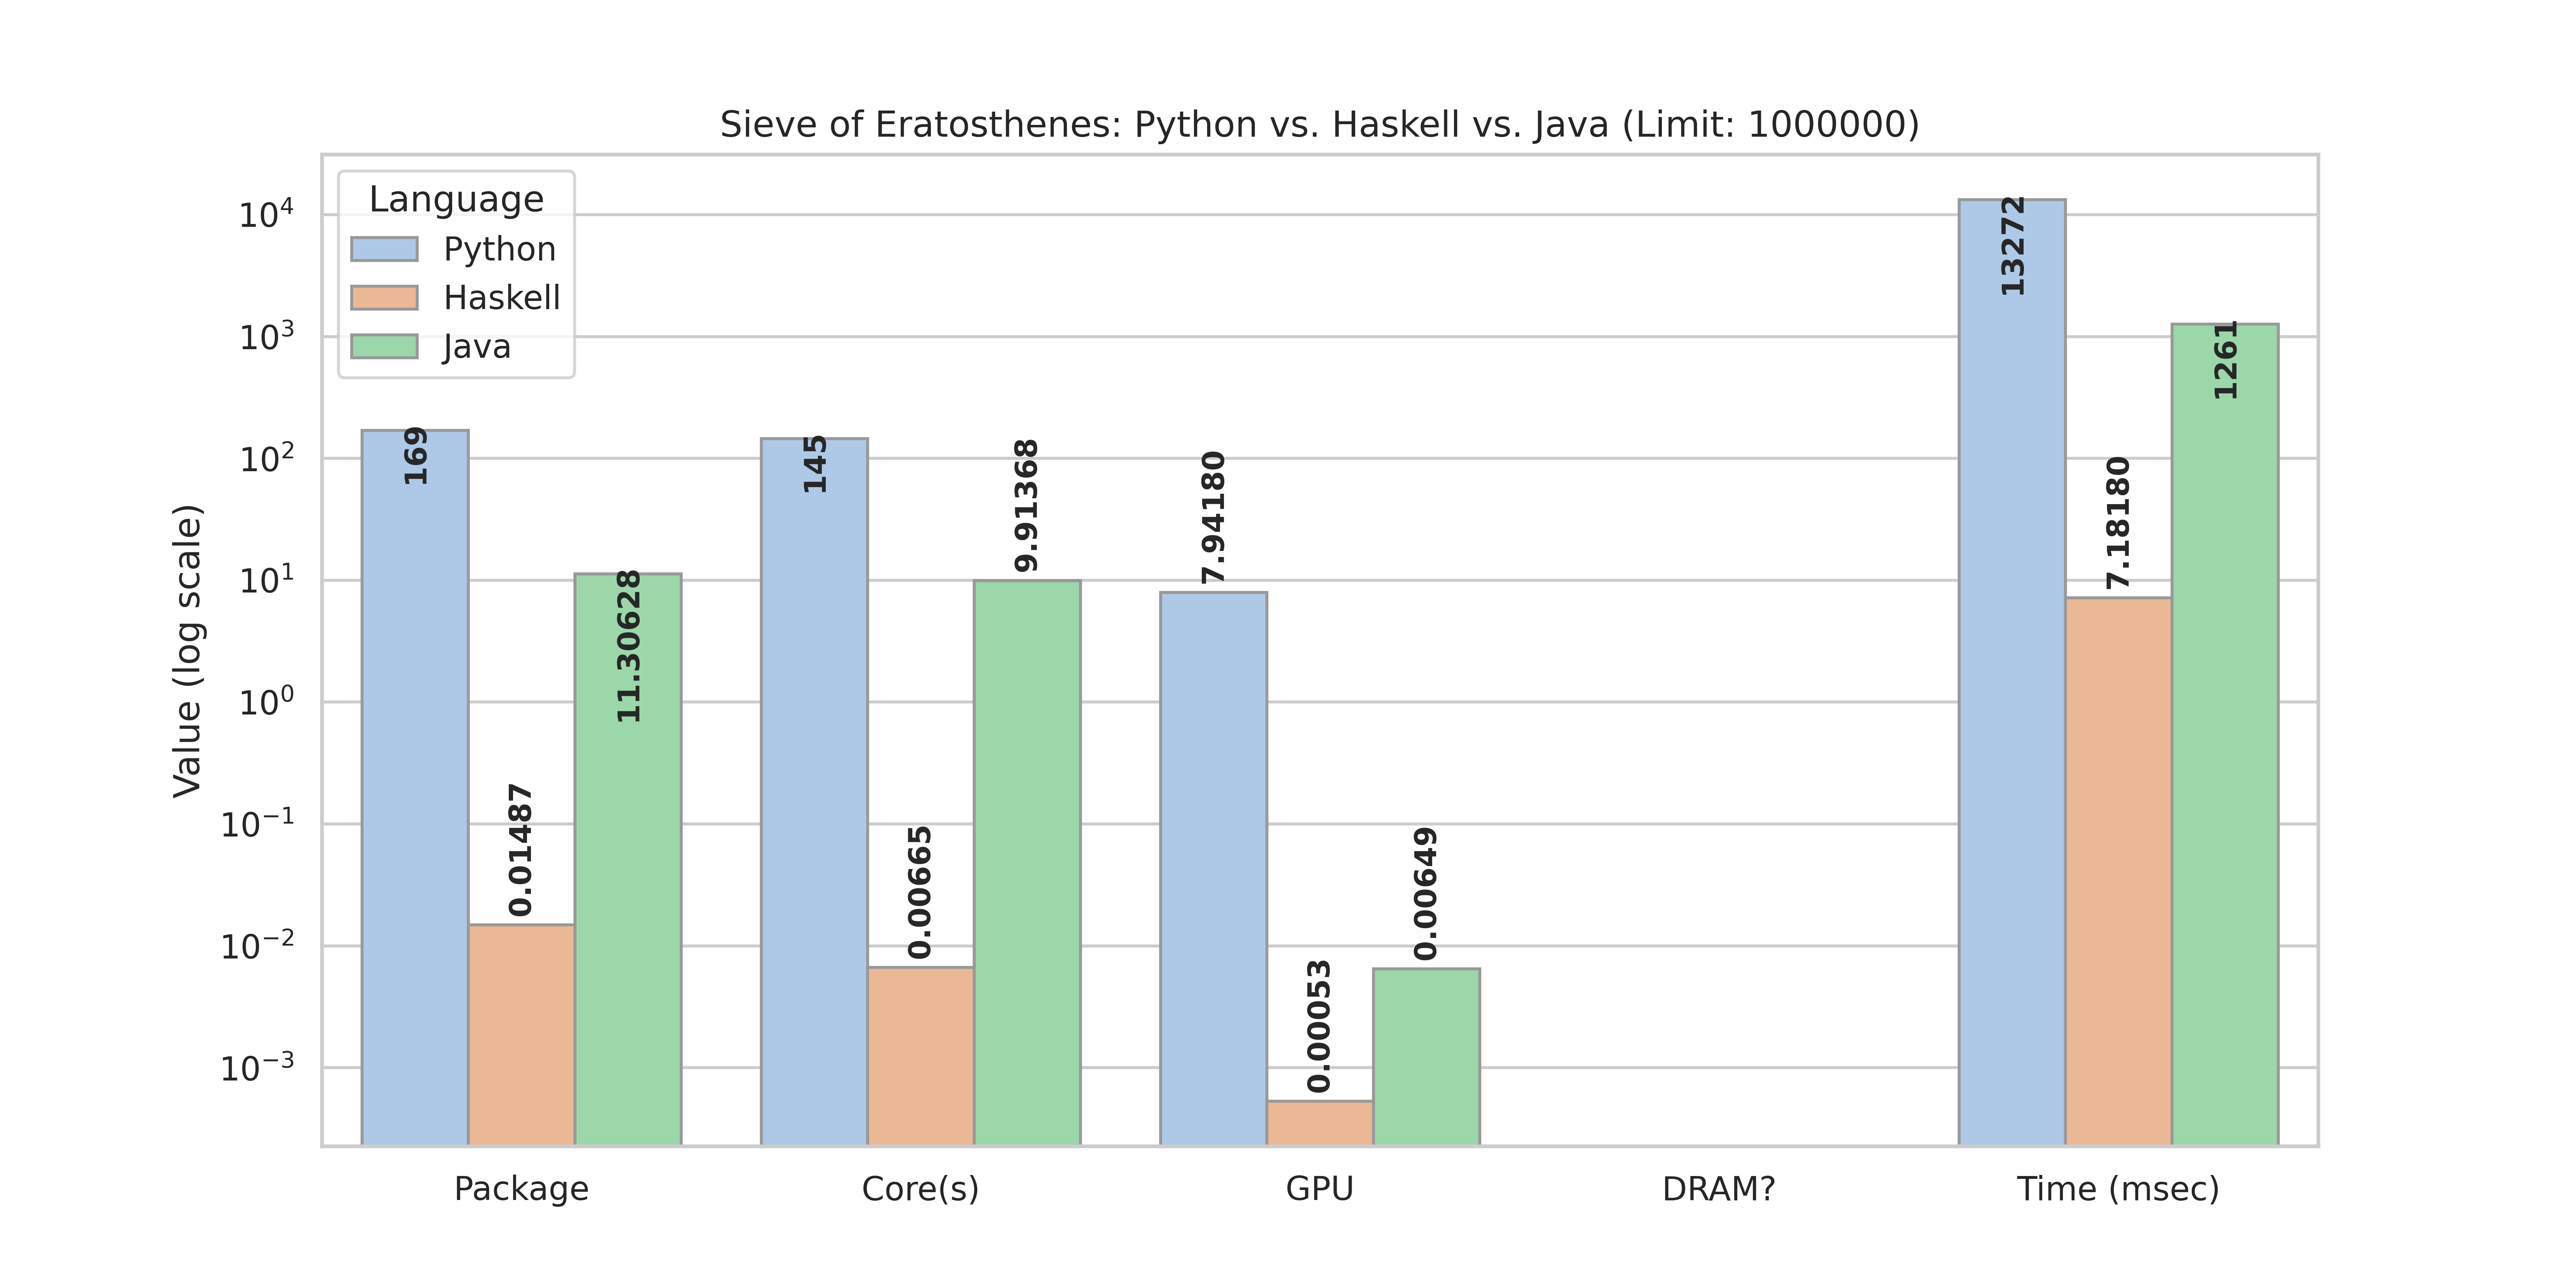 Sieve of Eratosthenes: Python vs. Haskell vs. Java (Limit: 1000000)
Language
Python
Haskell
Java
Value (log scale)
10⁴
10³
10²
10¹
10⁰
10⁻¹
10⁻²
10⁻³
169
0.01487
11.30628
145
0.00665
9.91368
7.94180
0.00053
0.00649
13272
7.18180
1261
Package
Core(s)
GPU
DRAM?
Time (msec)